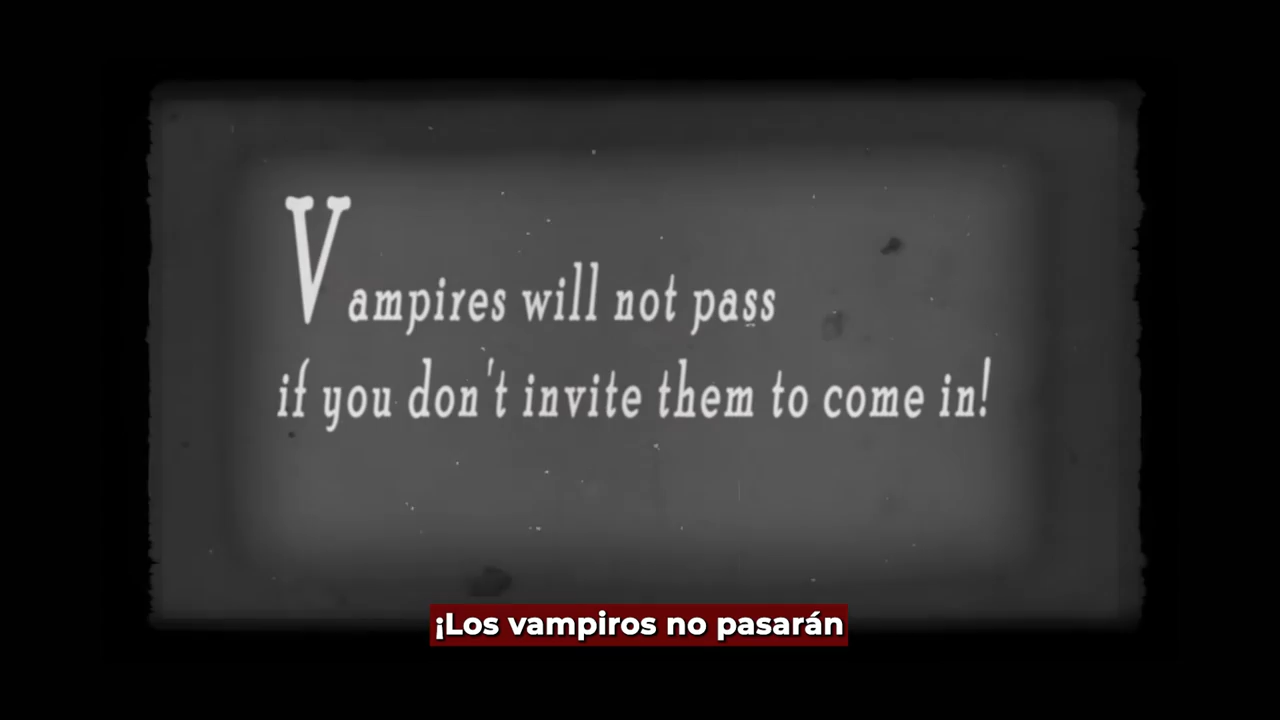 Vampires will not pass
if you don't invite them to come in!
¡Los vampiros no pasarán